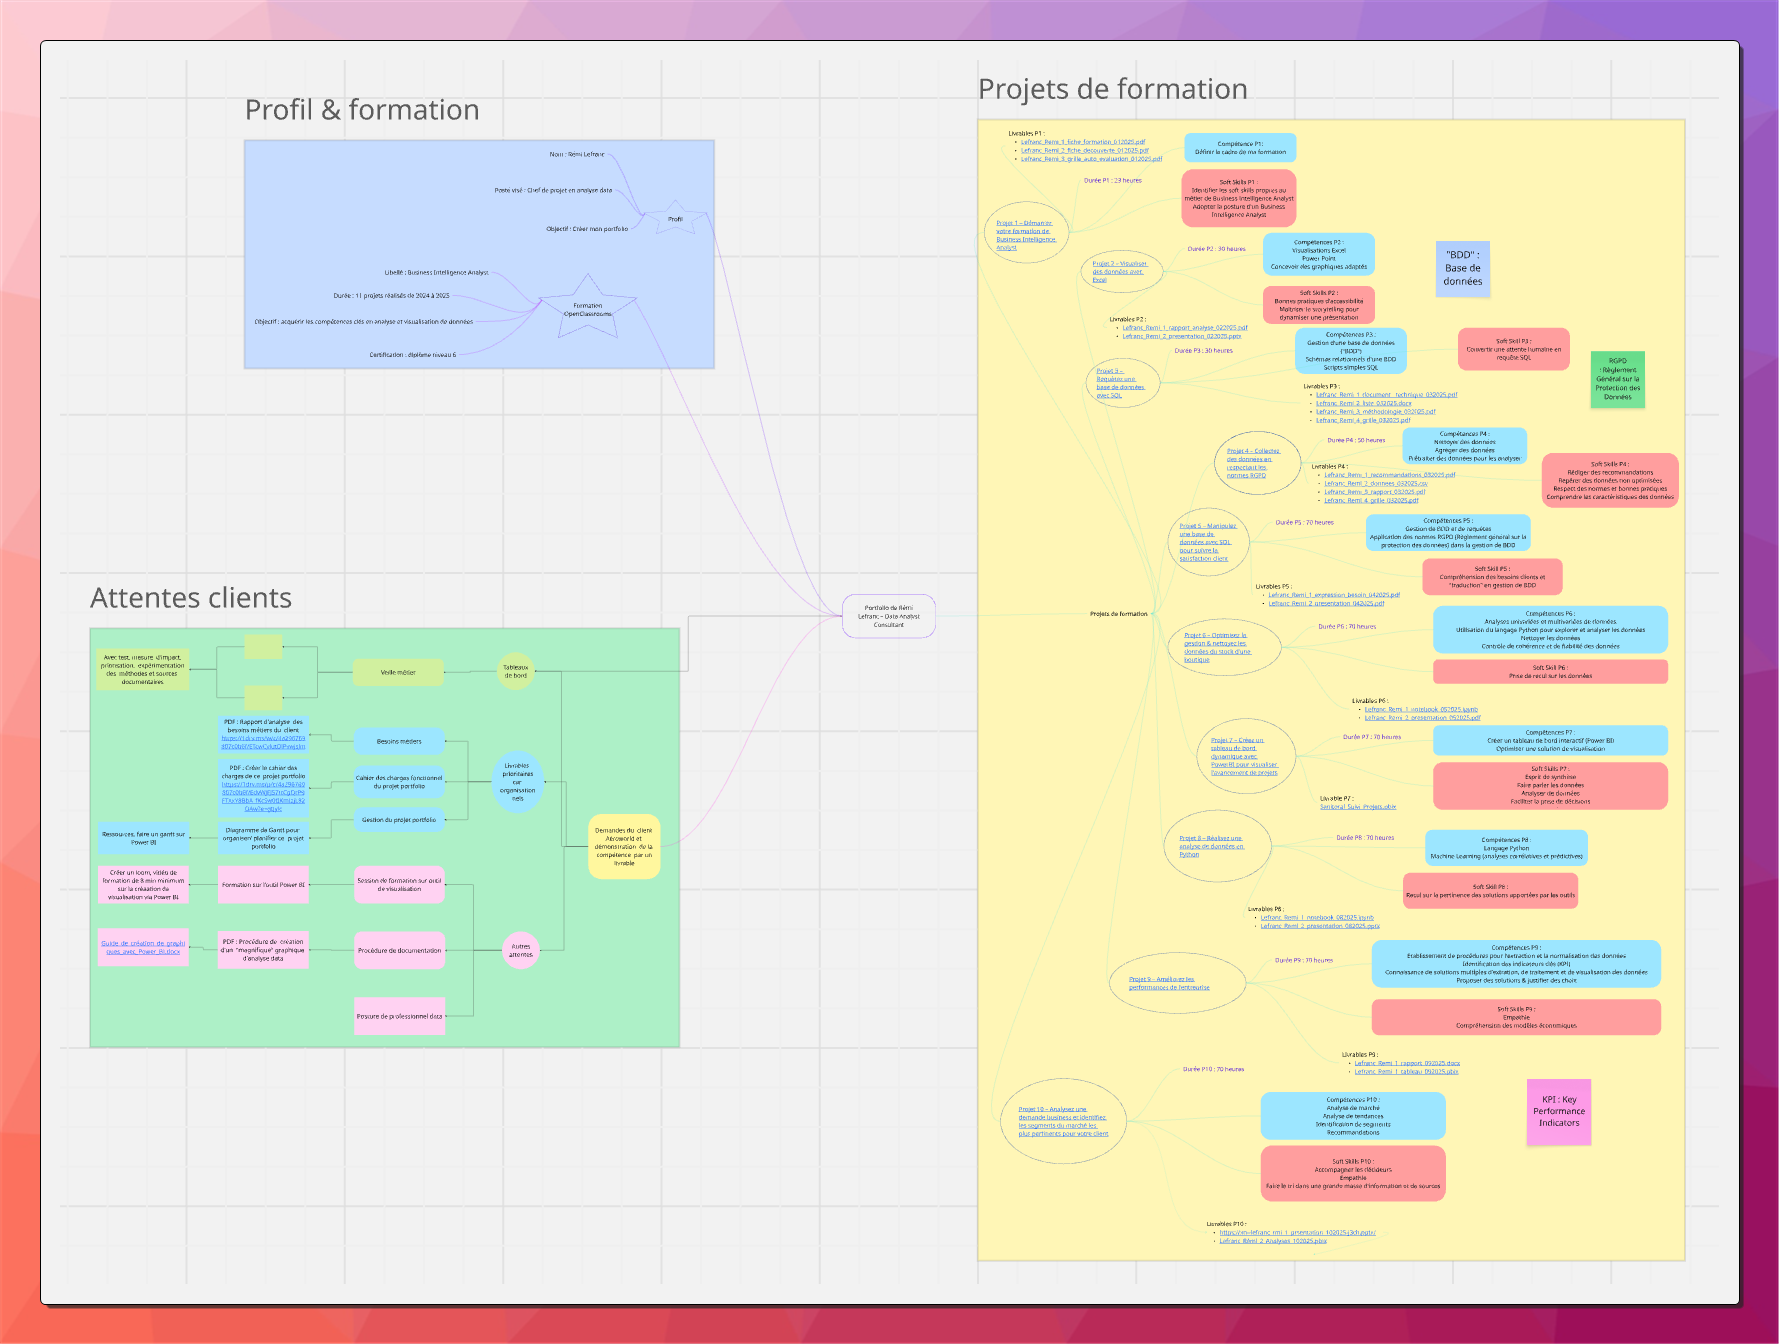 Profil & formation
Nom : Rémi Lefranc
Poste visé : Chef de projet en analyse data
Objectif : Créer mon portfolio
Profil
Libellé : Business Intelligence Analyst
Durée : 11 projets réalisés de 2024 à 2025
Objectif : acquérir les compétences clés en analyse et visualisation de données
Certification : diplôme niveau 6
Formation
OpenClassrooms
Attentes clients
Avec test, mesure d'impact,
priorisation, expérimentation
des méthodes et sources
documentaires
Veille métier
Tableaux
de bord
PDF : Rapport d'analyse des
besoins métiers du client
Besoins métiers
PDF : Créer le cahier des
charges de ce projet portfolio
Cahier des charges fonctionnel
du projet portfolio
Livrables
prioritaires
car
organisation
nels
Gestion du projet portfolio
Ressources, faire un gantt sur
Power BI
Diagramme de Gantt pour
organiser/planifier ce projet
portfolio
Demandes du client
Aéroworld et
démonstration de la
compétence par un
livrable
Créer un loom, vidéo de
formation de 8 min minimum
sur la création de
visualisation via Power BI
Formation sur l'outil Power BI
Session de formation sur outil
de visualisation
Guide_de_création_de_graphi
ques_avec_Power_BI.docx
PDF : Procédure de création
d'un "magnifique" graphique
d'analyse data
Procédure de documentation
Autres
attentes
Posture de professionnel data
Portfolio de Rémi
Lefranc – Data Analyst
Consultant
Projets de formation
Projets de formation
Livrables P1 :
Lefranc_Remi_1_fiche_formation_012025.pdf
Lefranc_Remi_2_fiche_decouverte_012025.pdf
Lefranc_Remi_3_grille_auto_evaluation_012025.pdf
Compétence P1:
Définir le cadre de ma formation
Durée P1 : 23 heures
Soft Skills P1 :
Identifier les soft skills propres au
métier de Business Intelligence Analyst
Adopter la posture d'un Business
Intelligence Analyst
Projet 1 – Démarrez
votre formation de
Business Intelligence
Analyst
Durée P2 : 30 heures
Compétences P2 :
Visualisations Excel
Power Point
Concevoir des graphiques adaptés
"BDD" :
Base de
données
Projet 2 – Visualiser
des données avec
Excel
Soft Skills P2 :
Bonnes pratiques d'accessibilité
Maîtriser le storytelling pour
dynamiser une présentation
Livrables P2 :
Lefranc_Remi_1_rapport_analyse_022025.pdf
Lefranc_Remi_2_presentation_022025.pptx
Durée P3 : 30 heures
Compétences P3 :
Gestion d'une base de données
("BDD")
Schémas relationnels d'une BDD
Scripts simples SQL
Soft Skill P3 :
Convertir une attente humaine en
requête SQL
RGPD
: Règlement
Général sur la
Protection des
Données
Projet 3 –
Requêtez une
base de données
avec SQL
Livrables P3 :
Lefranc_Remi_1_document_technique_032025.pdf
Lefranc_Remi_2_liste_032025.docx
Lefranc_Remi_3_méthodologie_032025.pdf
Lefranc_Remi_4_grille_032025.pdf
Durée P4 : 50 heures
Compétences P4 :
Nettoyer des données
Agréger des données
Prétraiter des données pour les analyser
Projet 4 – Collectez
des données en
respectant les
normes RGPD
Livrables P4 :
Lefranc_Remi_1_recommandations_032025.pdf
Lefranc_Remi_2_donnees_032025.csv
Lefranc_Remi_3_rapport_032025.pdf
Lefranc_Remi_4_grille_032025.pdf
Soft Skills P4 :
Rédiger des recommandations
Repérer des données non optimisées
Respect des normes et bonnes pratiques
Comprendre les caractéristiques des données
Projet 5 – Manipulez
une base de
données avec SQL
pour suivre la
satisfaction client
Durée P5 : 70 heures
Compétences P5 :
Gestion de BDD et de requêtes
Application des normes RGPD (Règlement général sur la
protection des données) dans la gestion de BDD
Soft Skill P5 :
Compréhension des besoins clients et
"traduction" en gestion de BDD
Livrables P5 :
Lefranc_Remi_1_expression_besoin_042025.pdf
Lefranc_Remi_2_presentation_042025.pdf
Projet 6 – Optimisez la
gestion & nettoyez les
données du stock d'une
boutique
Durée P6 : 70 heures
Compétences P6 :
Analyses univariées et multivariées de données
Utilisation du langage Python pour explorer et analyser les données
Nettoyer les données
Contrôle de cohérence et de fiabilité des données
Soft Skill P6 :
Prise de recul sur les données
Livrables P6 :
Lefranc_Remi_1_notebook_052025.ipynb
Lefranc_Remi_2_presentation_052025.pdf
Projet 7 – Créez un
tableau de bord
dynamique avec
PowerBI pour visualiser
l'avancement de projets
Durée P7 : 70 heures
Compétences P7 :
Créer un tableau de bord interactif (Power BI)
Optimiser une solution de visualisation
Soft Skills P7 :
Esprit de synthèse
Faire parler les données
Analyser de données
Faciliter la prise de décisions
Livrable P7 :
Sanitoral_Suivi_Projets.pbix
Projet 8 – Réalisez une
analyse de données en
Python
Durée P8 : 70 heures
Compétences P8 :
Langage Python
Machine Learning (analyses corrélatives et prédictives)
Soft Skill P8 :
Recul sur la pertinence des solutions apportées par les outils
Livrables P8 :
Lefranc_Remi_1_notebook_082025.ipynb
Lefranc_Remi_2_presentation_082025.pptx
Projet 9 – Améliorez les
performances de l'entreprise
Durée P9 : 70 heures
Compétences P9 :
Etablissement de procédures pour l'extraction et la normalisation des données
Identification des indicateurs clés (KPI)
Connaissance de solutions multiples d'extration, de traitement et de visualisation des données
Proposer des solutions & justifier des choix
Soft Skills P9 :
Empathie
Compréhension des modèles économiques
Livrables P9 :
Lefranc_Remi_1_rapport_092025.docx
Lefranc_Remi_1_tableau_092025.pbix
Durée P10 : 70 heures
Projet 10 – Analysez une
demande business et identifiez
les segments du marché les
plus pertinents pour votre client
Compétences P10 :
Analyse de marché
Analyse de tendances
Identification de segments
Recommandations
KPI : Key
Performance
Indicators
Soft Skills P10 :
Accompagner les décideurs
Empathie
Faire le tri dans une grande masse d'information et de sources
Livrables P10 :
Lefranc_Rémi_2_Analyses_102025.pbix